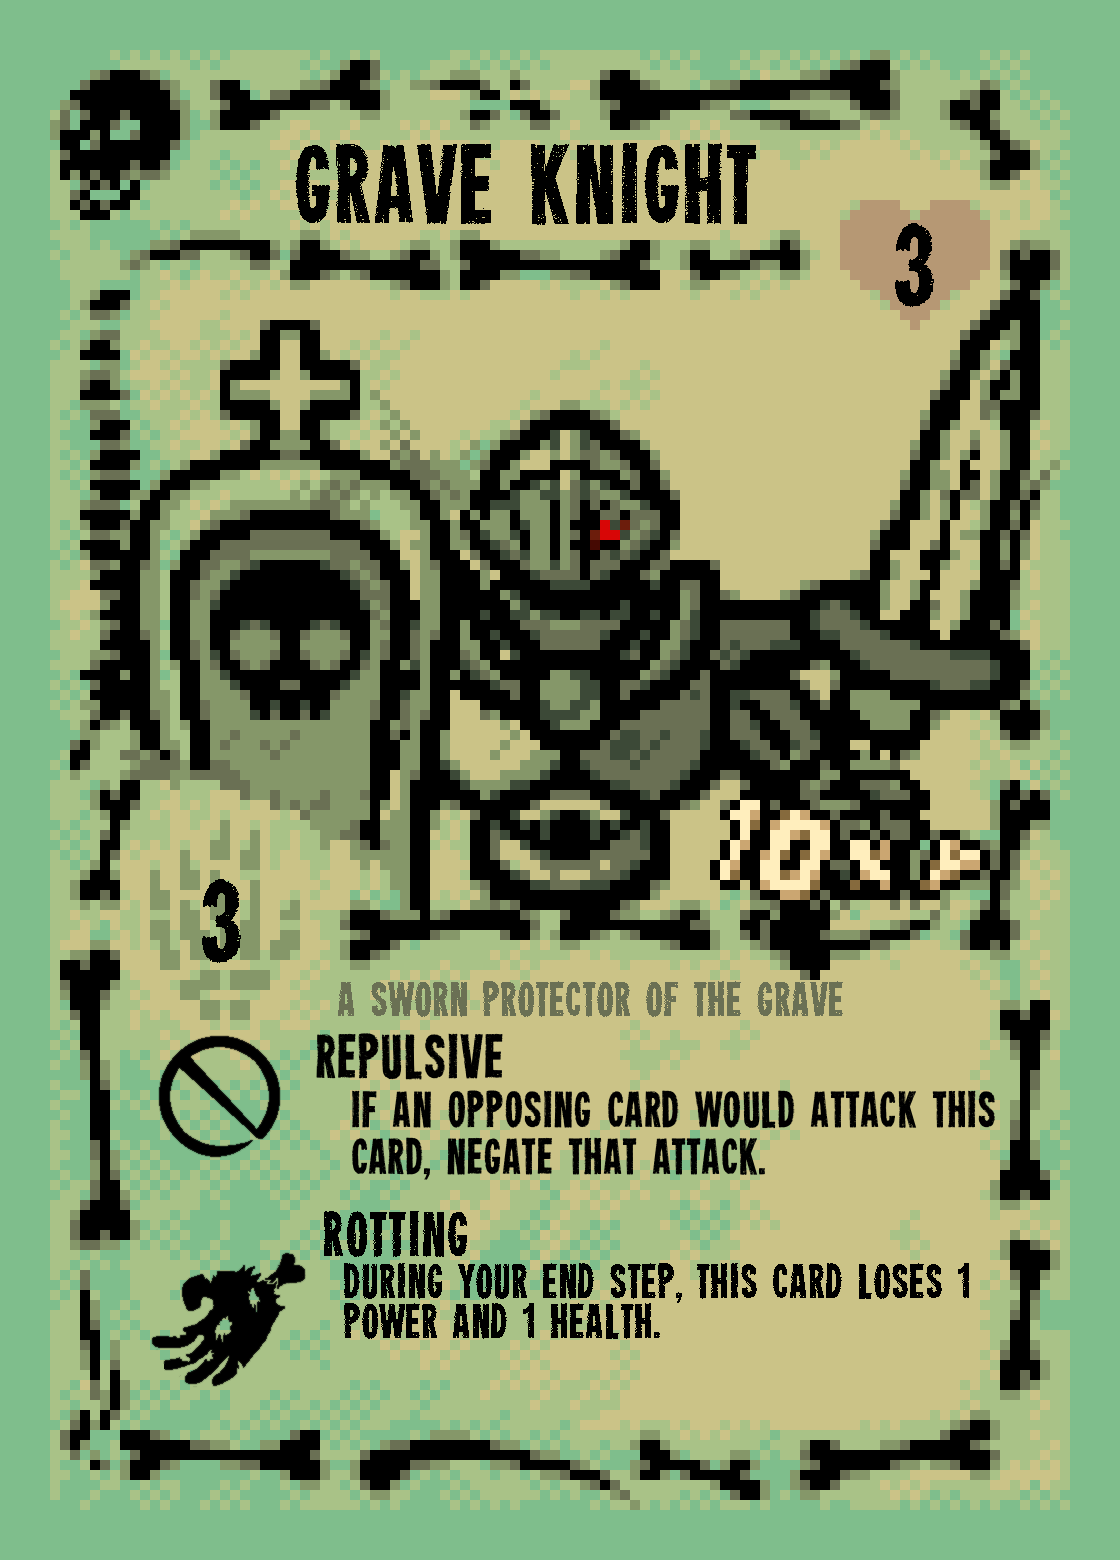 GRAVE KNIGHT
3
3
A SWORN PROTECTOR OF THE GRAVE
REPULSIVE
IF AN OPPOSING CARD WOULD ATTACK THIS
CARD, NEGATE THAT ATTACK.
ROTTING
DURING YOUR END STEP, THIS CARD LOSES 1
POWER AND 1 HEALTH.